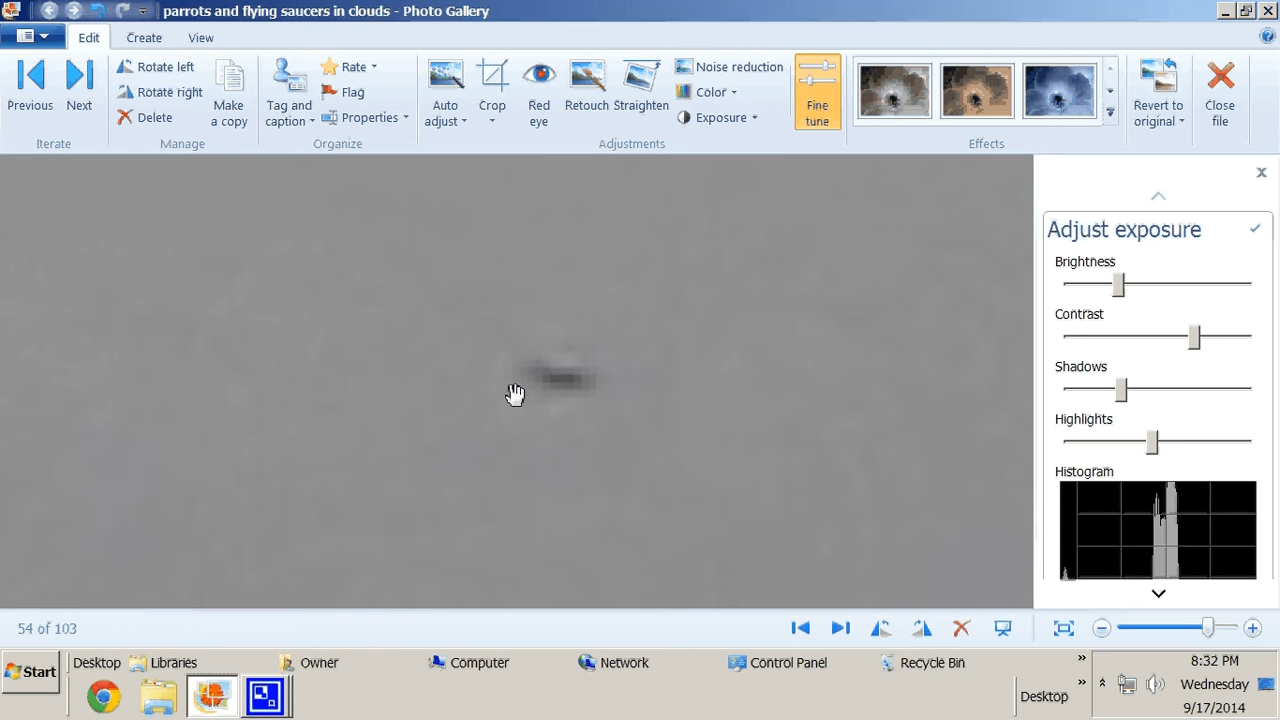 parrots and flying saucers in clouds - Photo Gallery
Edit Create View
Previous Next
Rotate left
Rotate right
Delete
Make a copy
Tag and caption
Rate
Flag
Properties
Auto adjust
Crop
Red eye
Retouch
Straighten
Noise reduction
Color
Exposure
Fine tune
Revert to original
Close file
Iterate Manage Organize Adjustments Effects
Adjust exposure
Brightness
Contrast
Shadows
Highlights
Histogram
54 of 103
Start
Desktop Libraries Owner Computer Network Control Panel Recycle Bin »
Desktop »
8:32 PM
Wednesday
9/17/2014